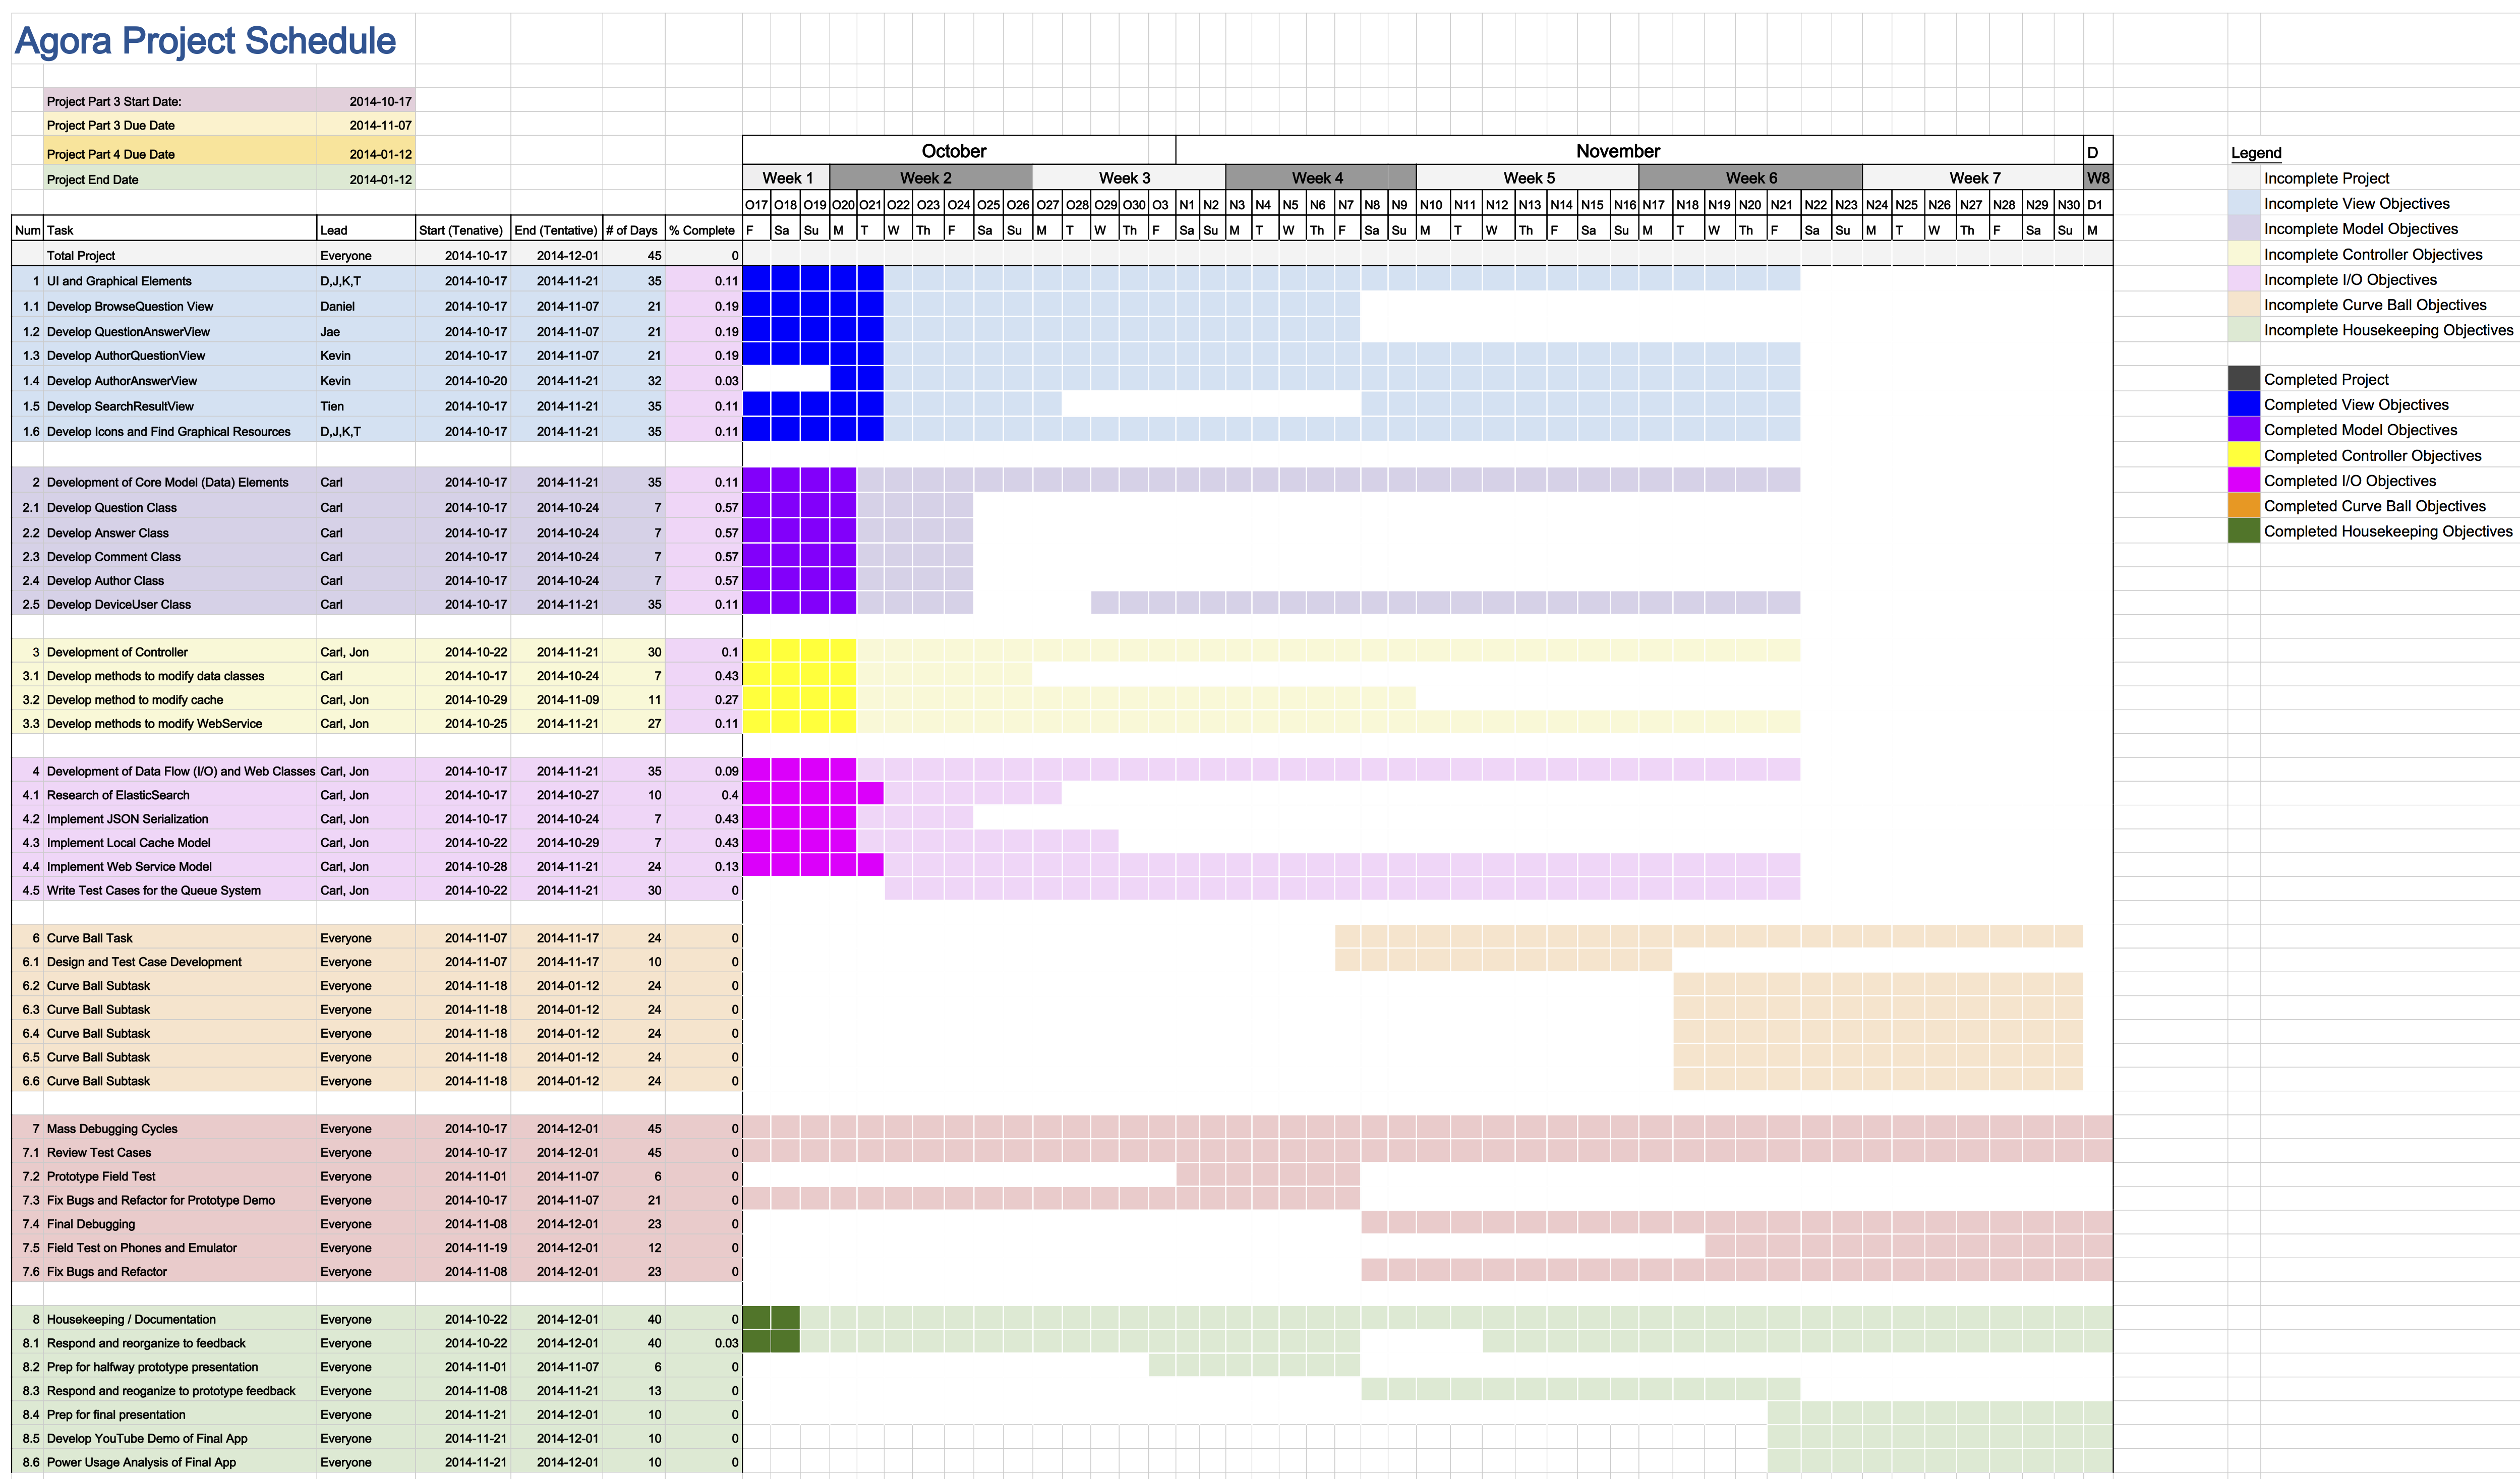 Agora Project Schedule
Project Part 3 Start Date: 2014-10-17
Project Part 3 Due Date 2014-11-07
Project Part 4 Due Date 2014-01-12
Project End Date 2014-01-12
October November D
Week 1 Week 2 Week 3 Week 4 Week 5 Week 6 Week 7 W8
O17 O18 O19 O20 O21 O22 O23 O24 O25 O26 O27 O28 O29 O30 O3 N1 N2 N3 N4 N5 N6 N7 N8 N9 N10 N11 N12 N13 N14 N15 N16 N17 N18 N19 N20 N21 N22 N23 N24 N25 N26 N27 N28 N29 N30 D1
Num Task Lead Start (Tenative) End (Tentative) # of Days % Complete F Sa Su M T W Th F Sa Su M T W Th F Sa Su M T W Th F Sa Su M T W Th F Sa Su M T W Th F Sa Su M T W Th F Sa Su M
Total Project Everyone 2014-10-17 2014-12-01 45 0
1 UI and Graphical Elements D,J,K,T 2014-10-17 2014-11-21 35 0.11
1.1 Develop BrowseQuestion View Daniel 2014-10-17 2014-11-07 21 0.19
1.2 Develop QuestionAnswerView Jae 2014-10-17 2014-11-07 21 0.19
1.3 Develop AuthorQuestionView Kevin 2014-10-17 2014-11-07 21 0.19
1.4 Develop AuthorAnswerView Kevin 2014-10-20 2014-11-21 32 0.03
1.5 Develop SearchResultView Tien 2014-10-17 2014-11-21 35 0.11
1.6 Develop Icons and Find Graphical Resources D,J,K,T 2014-10-17 2014-11-21 35 0.11
2 Development of Core Model (Data) Elements Carl 2014-10-17 2014-11-21 35 0.11
2.1 Develop Question Class Carl 2014-10-17 2014-10-24 7 0.57
2.2 Develop Answer Class Carl 2014-10-17 2014-10-24 7 0.57
2.3 Develop Comment Class Carl 2014-10-17 2014-10-24 7 0.57
2.4 Develop Author Class Carl 2014-10-17 2014-10-24 7 0.57
2.5 Develop DeviceUser Class Carl 2014-10-17 2014-11-21 35 0.11
3 Development of Controller Carl, Jon 2014-10-22 2014-11-21 30 0.1
3.1 Develop methods to modify data classes Carl 2014-10-17 2014-10-24 7 0.43
3.2 Develop method to modify cache Carl, Jon 2014-10-29 2014-11-09 11 0.27
3.3 Develop methods to modify WebService Carl, Jon 2014-10-25 2014-11-21 27 0.11
4 Development of Data Flow (I/O) and Web Classes Carl, Jon 2014-10-17 2014-11-21 35 0.09
4.1 Research of ElasticSearch Carl, Jon 2014-10-17 2014-10-27 10 0.4
4.2 Implement JSON Serialization Carl, Jon 2014-10-17 2014-10-24 7 0.43
4.3 Implement Local Cache Model Carl, Jon 2014-10-22 2014-10-29 7 0.43
4.4 Implement Web Service Model Carl, Jon 2014-10-28 2014-11-21 24 0.13
4.5 Write Test Cases for the Queue System Carl, Jon 2014-10-22 2014-11-21 30 0
6 Curve Ball Task Everyone 2014-11-07 2014-11-17 24 0
6.1 Design and Test Case Development Everyone 2014-11-07 2014-11-17 10 0
6.2 Curve Ball Subtask Everyone 2014-11-18 2014-01-12 24 0
6.3 Curve Ball Subtask Everyone 2014-11-18 2014-01-12 24 0
6.4 Curve Ball Subtask Everyone 2014-11-18 2014-01-12 24 0
6.5 Curve Ball Subtask Everyone 2014-11-18 2014-01-12 24 0
6.6 Curve Ball Subtask Everyone 2014-11-18 2014-01-12 24 0
7 Mass Debugging Cycles Everyone 2014-10-17 2014-12-01 45 0
7.1 Review Test Cases Everyone 2014-10-17 2014-12-01 45 0
7.2 Prototype Field Test Everyone 2014-11-01 2014-11-07 6 0
7.3 Fix Bugs and Refactor for Prototype Demo Everyone 2014-10-17 2014-11-07 21 0
7.4 Final Debugging Everyone 2014-11-08 2014-12-01 23 0
7.5 Field Test on Phones and Emulator Everyone 2014-11-19 2014-12-01 12 0
7.6 Fix Bugs and Refactor Everyone 2014-11-08 2014-12-01 23 0
8 Housekeeping / Documentation Everyone 2014-10-22 2014-12-01 40 0
8.1 Respond and reorganize to feedback Everyone 2014-10-22 2014-12-01 40 0.03
8.2 Prep for halfway prototype presentation Everyone 2014-11-01 2014-11-07 6 0
8.3 Respond and reoganize to prototype feedback Everyone 2014-11-08 2014-11-21 13 0
8.4 Prep for final presentation Everyone 2014-11-21 2014-12-01 10 0
8.5 Develop YouTube Demo of Final App Everyone 2014-11-21 2014-12-01 10 0
8.6 Power Usage Analysis of Final App Everyone 2014-11-21 2014-12-01 10 0
Legend
Incomplete Project
Incomplete View Objectives
Incomplete Model Objectives
Incomplete Controller Objectives
Incomplete I/O Objectives
Incomplete Curve Ball Objectives
Incomplete Housekeeping Objectives
Completed Project
Completed View Objectives
Completed Model Objectives
Completed Controller Objectives
Completed I/O Objectives
Completed Curve Ball Objectives
Completed Housekeeping Objectives